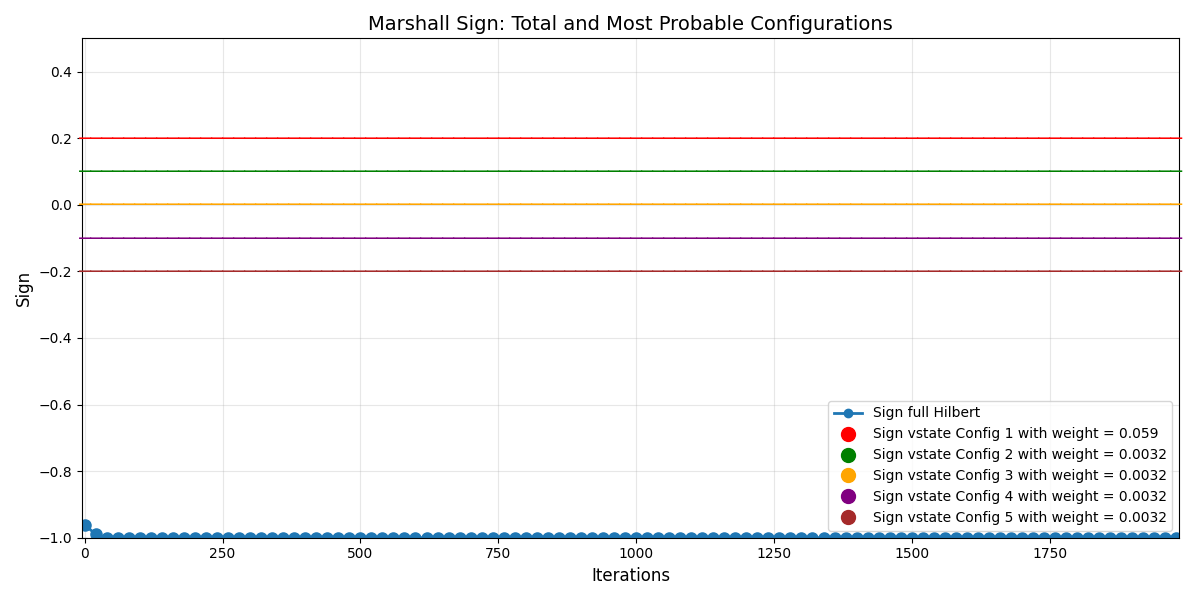 Marshall Sign: Total and Most Probable Configurations
Sign
0.4
0.2
0.0
−0.2
−0.4
−0.6
−0.8
−1.0
Sign full Hilbert
Sign vstate Config 1 with weight = 0.059
Sign vstate Config 2 with weight = 0.0032
Sign vstate Config 3 with weight = 0.0032
Sign vstate Config 4 with weight = 0.0032
Sign vstate Config 5 with weight = 0.0032
0 250 500 750 1000 1250 1500 1750
Iterations